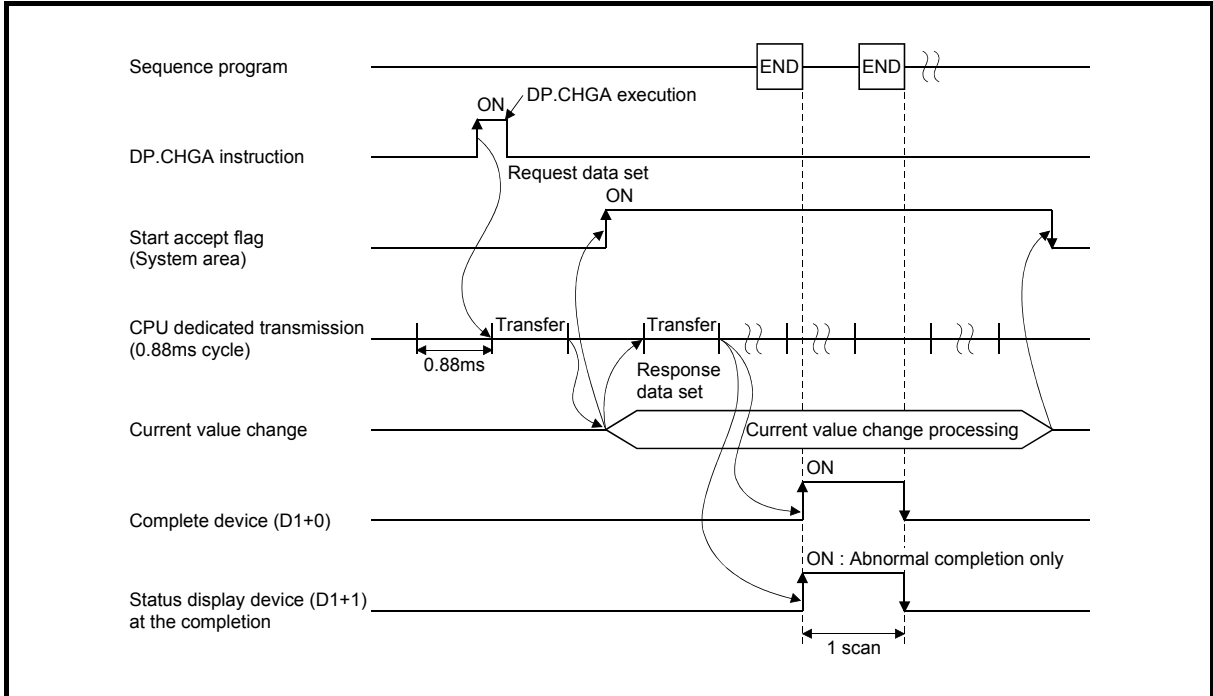 Sequence program
END
END
ON
DP.CHGA execution
DP.CHGA instruction
Request data set
ON
Start accept flag
(System area)
CPU dedicated transmission
(0.88ms cycle)
Transfer
Transfer
0.88ms
Response
data set
Current value change
Current value change processing
ON
Complete device (D1+0)
ON : Abnormal completion only
Status display device (D1+1)
at the completion
1 scan